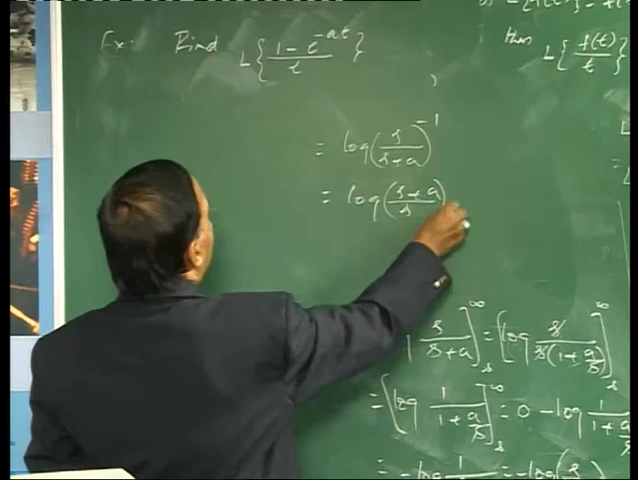 Ex. Find L{ (1 - e^{-at})/t }
then L{ f(t)/t }
= log(s/(s+a))^{-1}
= log((s+a)/s)
s/(s+a)]_s^∞ = [log s/(s(1+a/s))]_s^∞
= [log 1/(1+a/s)]_s^∞ = 0 - log 1/(1+a/s)
= -log 1 = -log(s